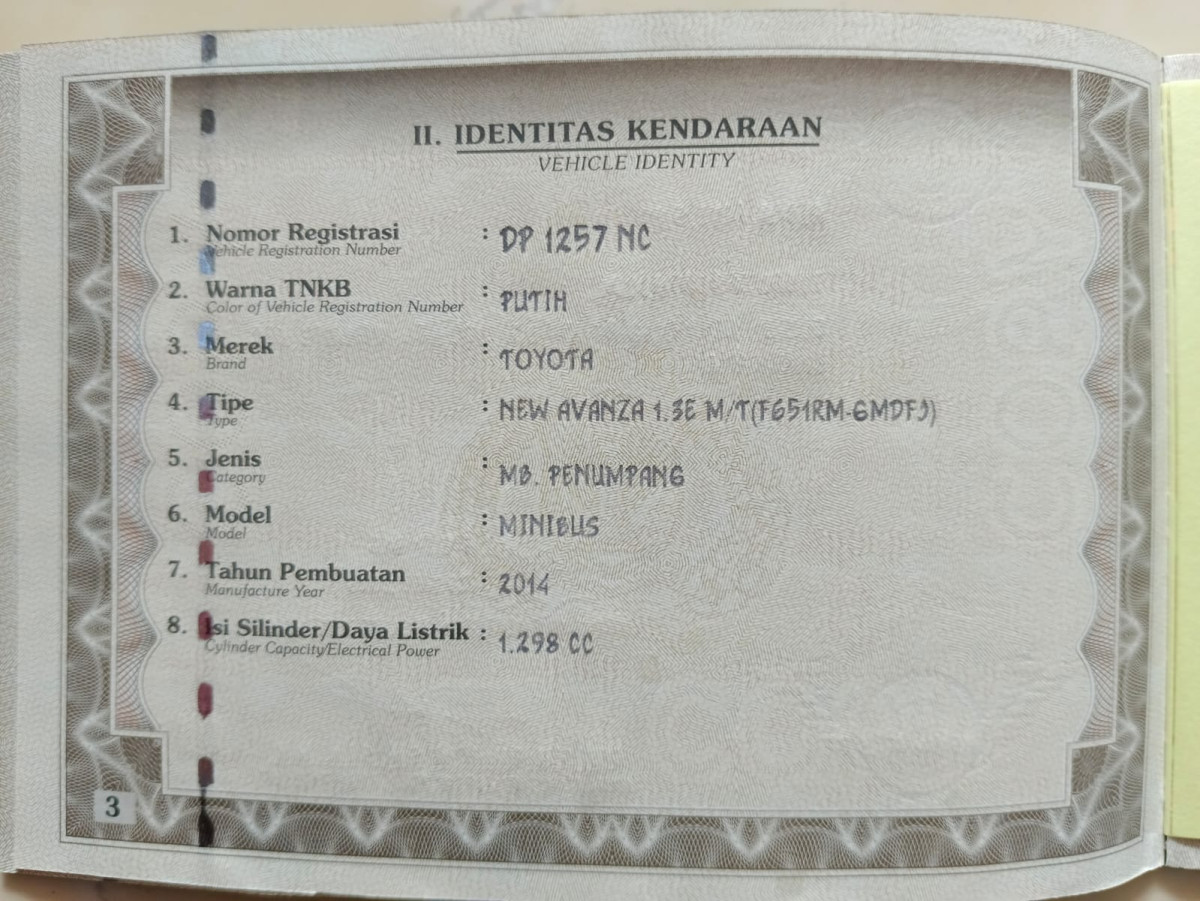 II. IDENTITAS KENDARAAN
VEHICLE IDENTITY
1. Nomor Registrasi : DP 1257 NC
Vehicle Registration Number
2. Warna TNKB : PUTIH
Color of Vehicle Registration Number
3. Merek : TOYOTA
Brand
4. Tipe : NEW AVANZA 1.3E M/T(F651RM-GMDFJ)
Type
5. Jenis : MB. PENUMPANG
Category
6. Model : MINIBUS
Model
7. Tahun Pembuatan : 2014
Manufacture Year
8. Isi Silinder/Daya Listrik : 1.298 CC
Cylinder Capacity/Electrical Power
3